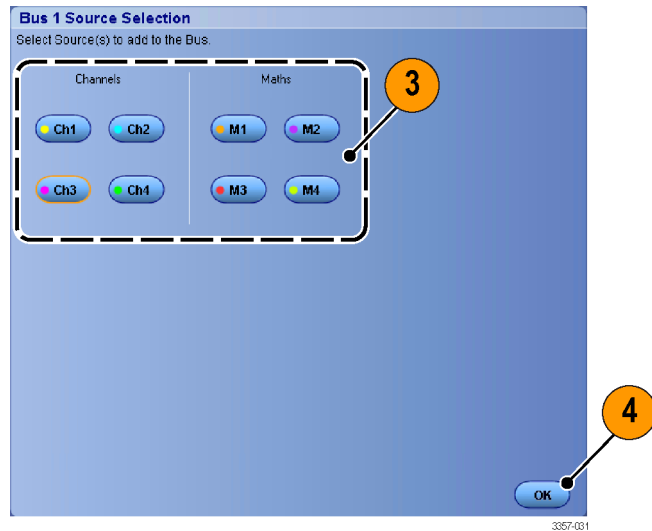 Bus 1 Source Selection
Select Source(s) to add to the Bus.
Channels Maths
3
Ch1 Ch2 M1 M2
Ch3 Ch4 M3 M4
4
OK
3357-031